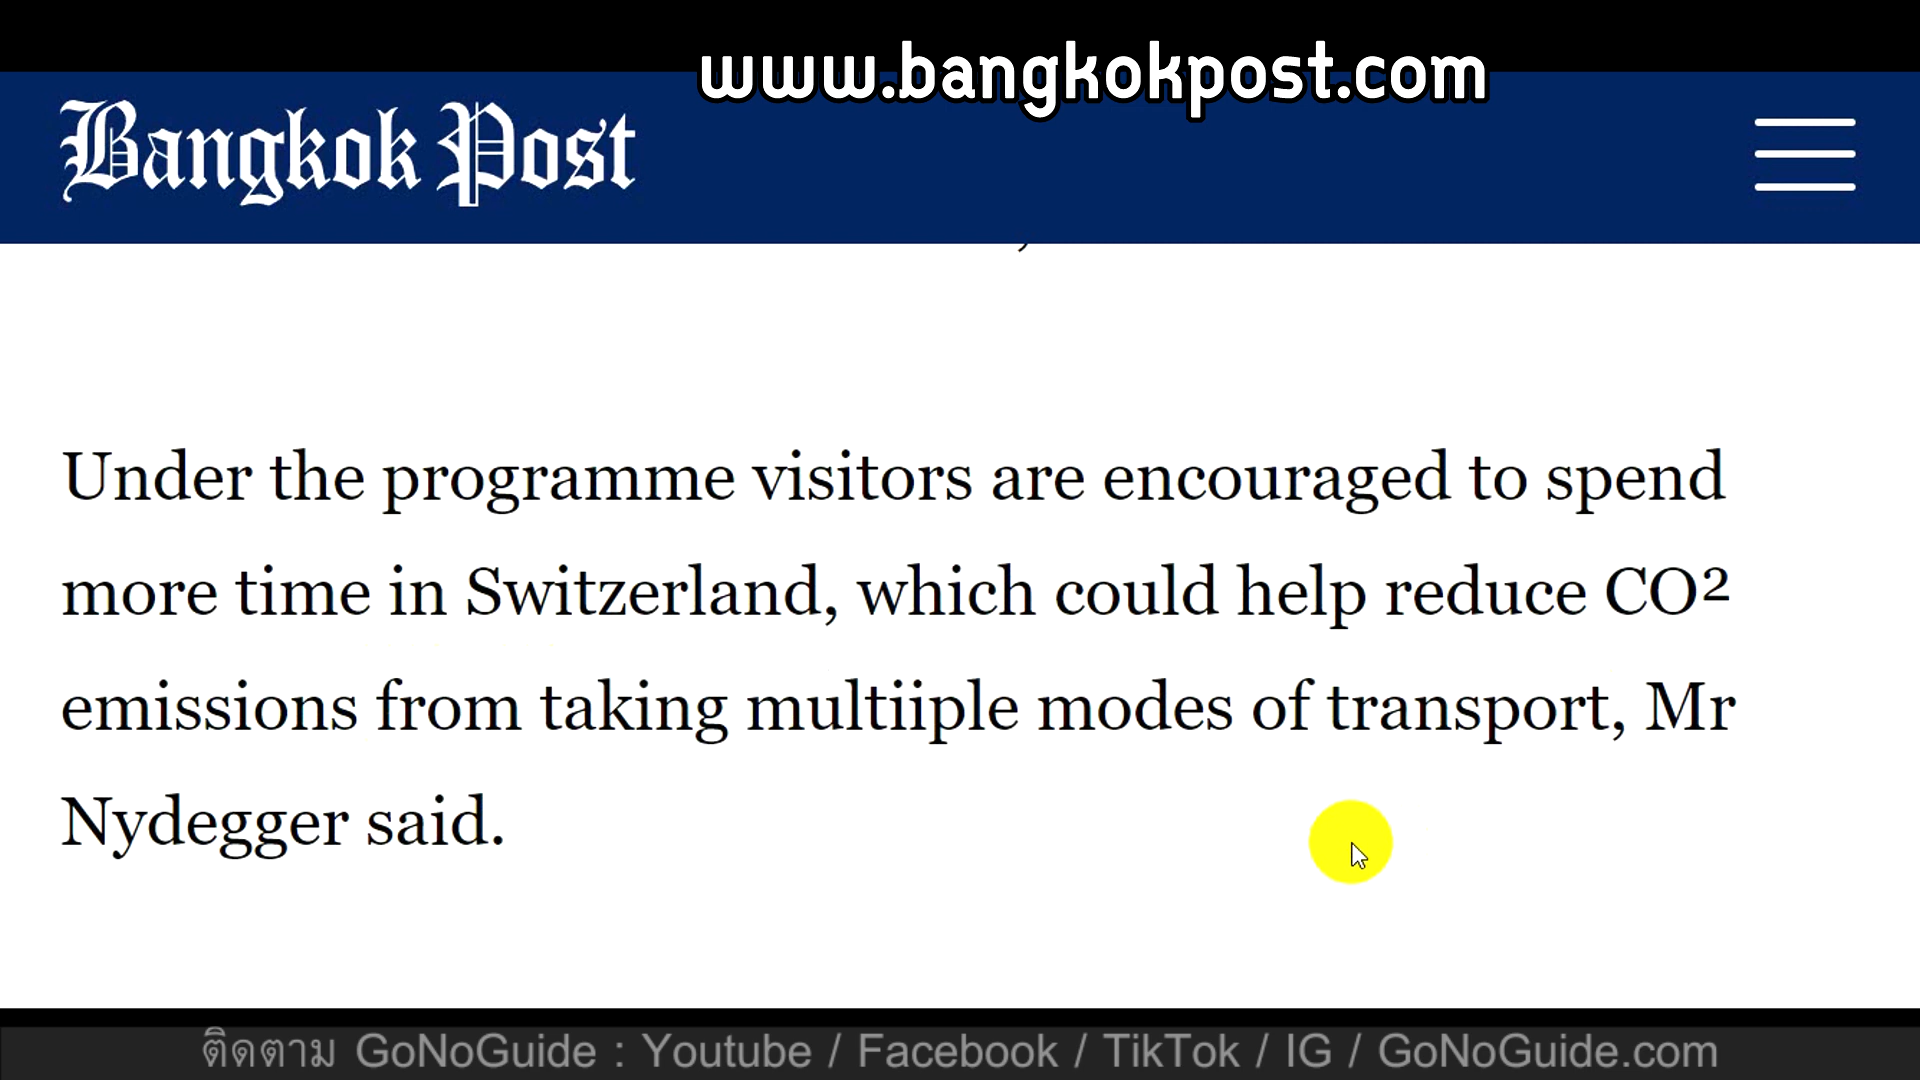 www.bangkokpost.com
Bangkok Post
Under the programme visitors are encouraged to spend
more time in Switzerland, which could help reduce CO²
emissions from taking multiiple modes of transport, Mr
Nydegger said.
ติดตาม GoNoGuide : Youtube / Facebook / TikTok / IG / GoNoGuide.com